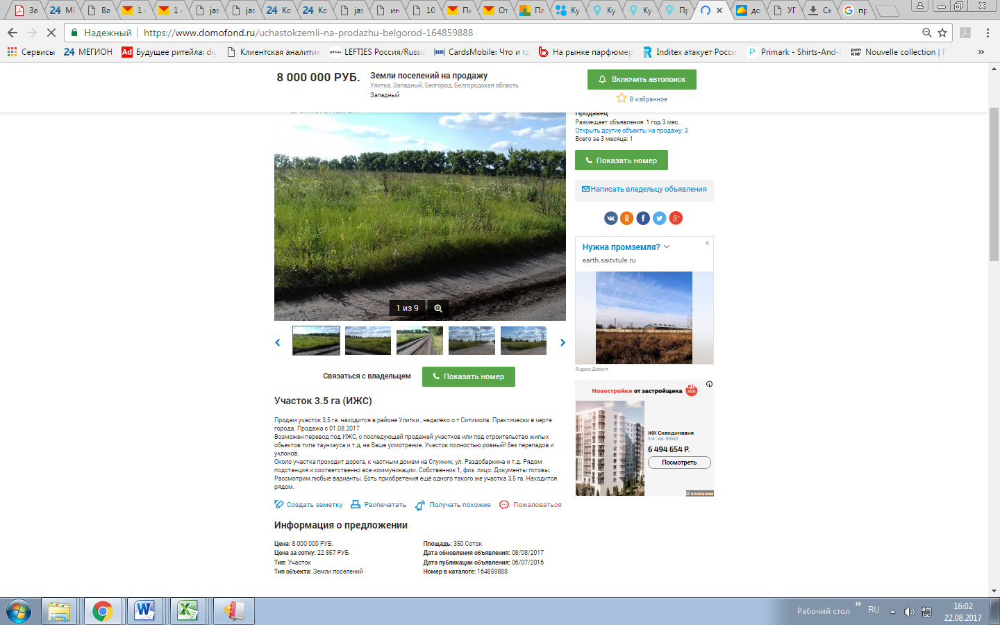 За
24 МЕ
Ва
1
1
jas
jas
24 Ко
24 Ко
jas
ин
10
Пи
От
Пл
Ку
Ку
Ку
Пр
до
УГ
Ск
пр
Надежный https://www.domofond.ru/uchastokzemli-na-prodazhu-belgorod-164859888
Сервисы 24 МЕГИОН Ad Будущее ритейла: dig Клиентская аналитик LEFTIES Россия/Russia CardsMobile: Что и гд На рынке парфюмер Inditex атакует Росси Primark - Shirts-And-S Nouvelle collection | P »
8 000 000 РУБ.
Земли поселений на продажу
Улитка, Западный, Белгород, Белгородская область
Западный
Включить автопоиск
В избранное
Продавец
Размещает объявления: 1 год 3 мес.
Открыть другие объекты на продажу: 3
Всего за 3 месяца: 1
Показать номер
Написать владельцу объявления
Нужна промземля?
earth.saitvtule.ru
Яндекс.Директ
1 из 9
Связаться с владельцем Показать номер
Новостройки от застройщика А101
ЖК Скандинавия
3-к. кв. 82м2
6 494 654 Р.
Посмотреть
О компании
Участок 3.5 га (ИЖС)
Продам участок 3,5 га. находится в районе Улитки , недалеко о.т Ситимола. Практически в черте
города. Продажа с 01.08.2017
Возможен перевод под ИЖС, с последующей продажей участков или под строительство жилых
обьектов типа таунхауса и т.д, на Ваше усмотрение. Участок полностью ровный! без перепадов и
уклонов.
Около участка проходит дорога, к частным домам на Спуиник, ул. Раздобаркина и т.д. Рядом
подстанция и соответственно все коммуникации. Собственник 1, физ. лицо. Документы готовы.
Рассмотрим любые варианты. Есть приобретения ещё одного такого же участка 3,5 га. Находится
рядом.
Создать заметку Распечатать Получать похожие Пожаловаться
Информация о предложении
Цена: 8 000 000 РУБ.
Цена за сотку: 22 857 РУБ.
Тип: Участок
Тип объекта: Земли поселений
Площадь: 350 Соток
Дата обновления объявления: 08/08/2017
Дата публикации объявления: 06/07/2016
Номер в каталоге: 164859888
Рабочий стол » RU
16:02
22.08.2017